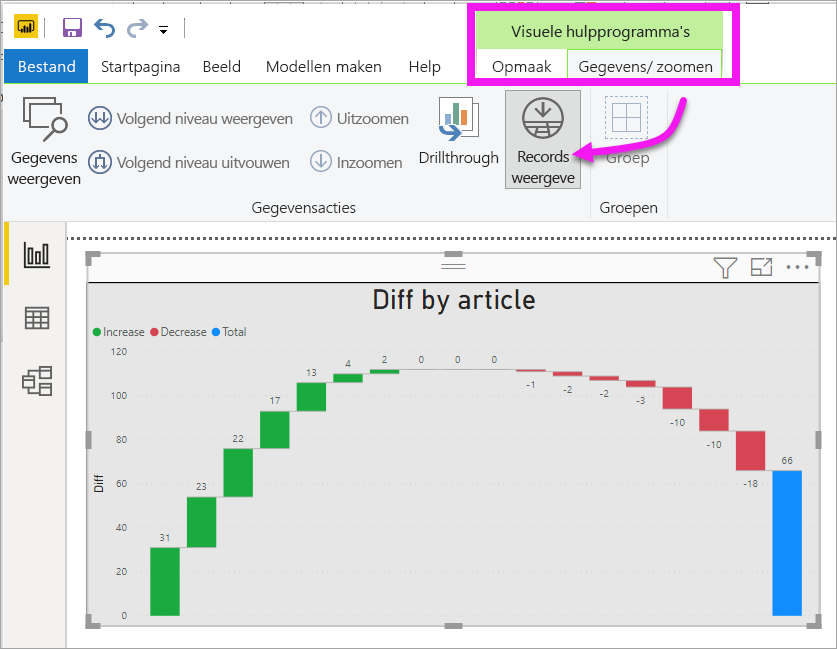 Visuele hulpprogramma's
Bestand Startpagina Beeld Modellen maken Help Opmaak Gegevens/ zoomen
Gegevens
weergeven
Volgend niveau weergeven
Volgend niveau uitvouwen
Uitzoomen
Inzoomen
Drillthrough
Records
weergeve
Groep
Gegevensacties
Groepen
Diff by article
Increase Decrease Total
120
100
80
60
40
20
0
Diff
31
23
22
17
13
4
2
0
0
0
-1
-2
-2
-3
-10
-10
-18
66